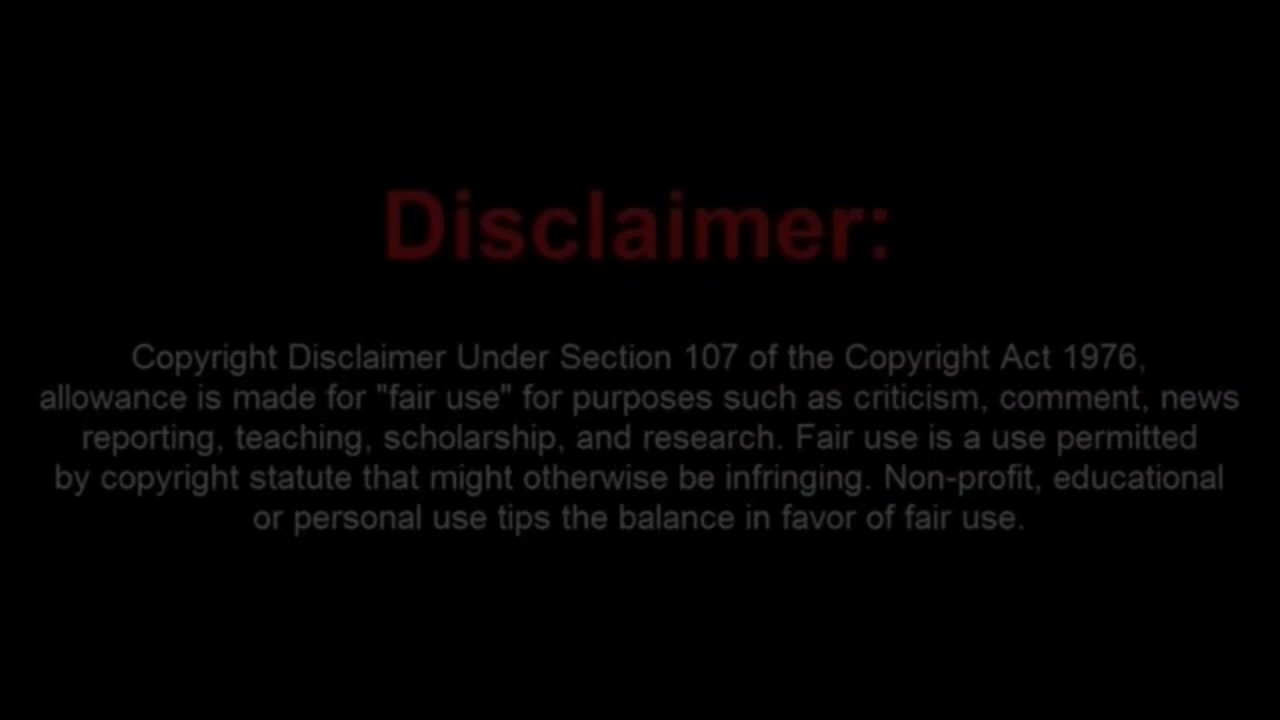 Disclaimer:
Copyright Disclaimer Under Section 107 of the Copyright Act 1976,
allowance is made for "fair use" for purposes such as criticism, comment, news
reporting, teaching, scholarship, and research. Fair use is a use permitted
by copyright statute that might otherwise be infringing. Non-profit, educational
or personal use tips the balance in favor of fair use.